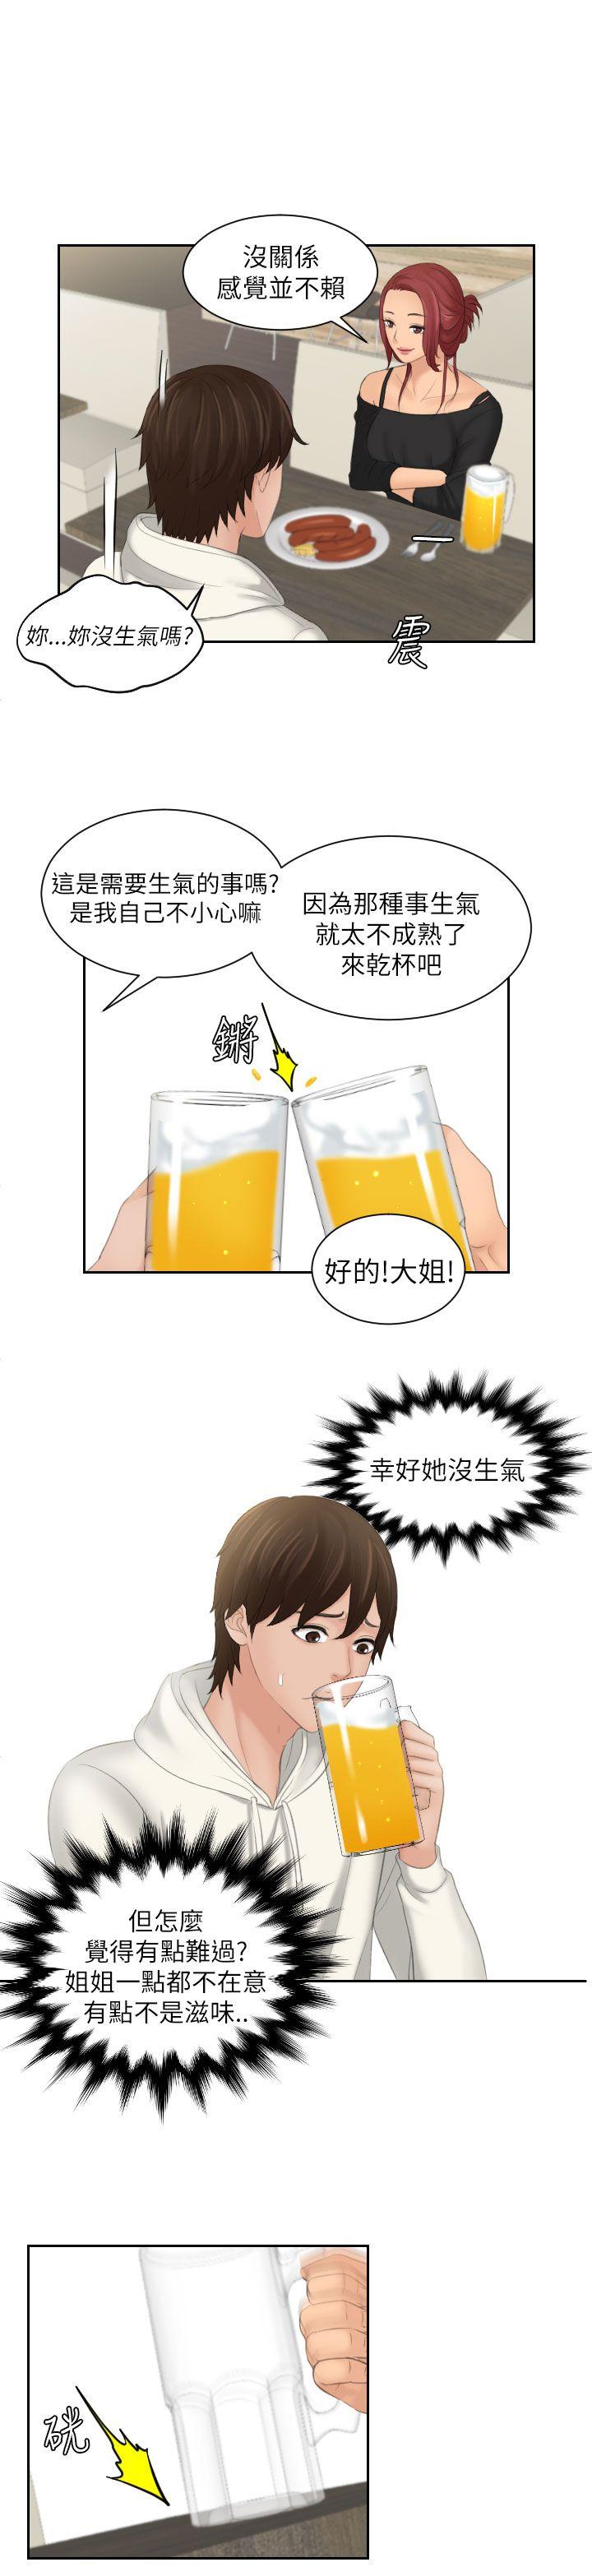 沒關係
感覺並不賴
妳...妳沒生氣嗎?
震
這是需要生氣的事嗎?
是我自己不小心嘛
因為那種事生氣
就太不成熟了
來乾杯吧
鏘
好的!大姐!
幸好她沒生氣
但怎麼
覺得有點難過?
姐姐一點都不在意
有點不是滋味..
硄